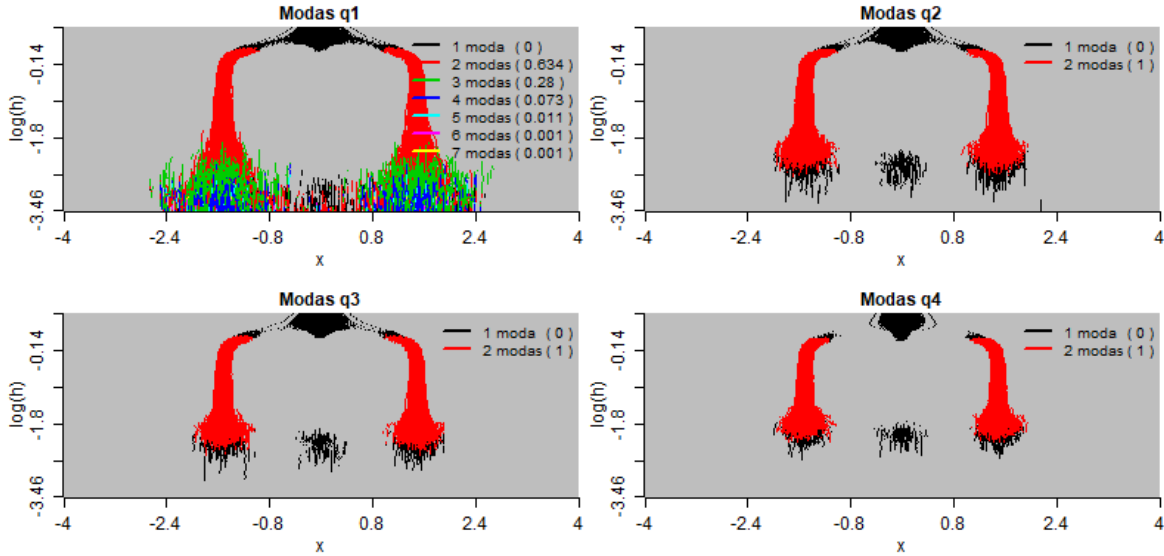 Modas q1
1 moda ( 0 )
2 modas ( 0.634 )
3 modas ( 0.28 )
4 modas ( 0.073 )
5 modas ( 0.011 )
6 modas ( 0.001 )
7 modas ( 0.001 )
log(h)
-0.14
-1.8
-3.46
-4 -2.4 -0.8 0.8 2.4 4
x
Modas q2
1 moda ( 0 )
2 modas ( 1 )
log(h)
-0.14
-1.8
-3.46
-4 -2.4 -0.8 0.8 2.4 4
x
Modas q3
1 moda ( 0 )
2 modas ( 1 )
log(h)
-0.14
-1.8
-3.46
-4 -2.4 -0.8 0.8 2.4 4
x
Modas q4
1 moda ( 0 )
2 modas ( 1 )
log(h)
-0.14
-1.8
-3.46
-4 -2.4 -0.8 0.8 2.4 4
x